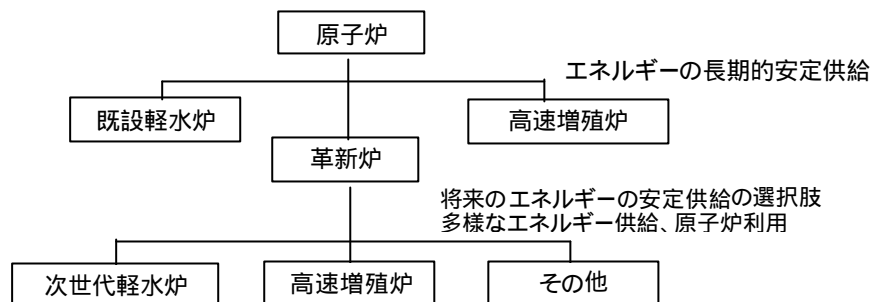 原子炉
エネルギーの長期的安定供給
既設軽水炉
高速増殖炉
革新炉
将来のエネルギーの安定供給の選択肢
多様なエネルギー供給、原子炉利用
次世代軽水炉
高速増殖炉
その他